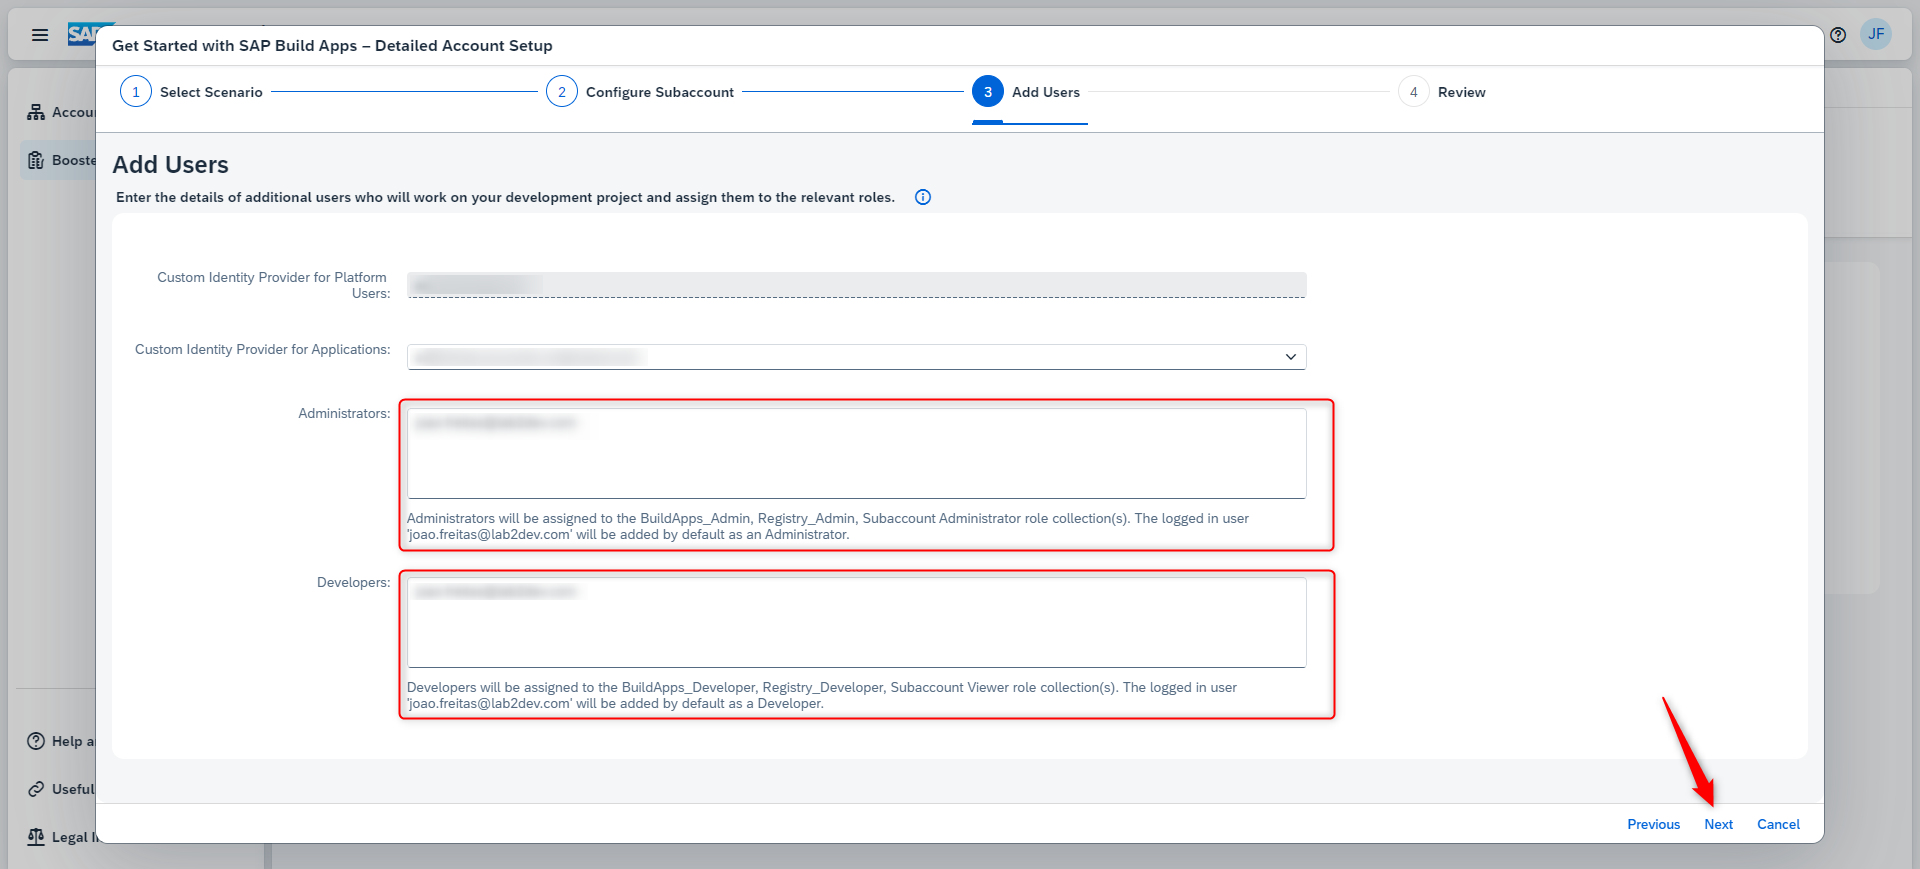 SAP
Get Started with SAP Build Apps – Detailed Account Setup
JF
1 Select Scenario
2 Configure Subaccount
3 Add Users
4 Review
Accou
Booste
Add Users
Enter the details of additional users who will work on your development project and assign them to the relevant roles.
Custom Identity Provider for Platform
Users:
Custom Identity Provider for Applications:
Administrators:
Administrators will be assigned to the BuildApps_Admin, Registry_Admin, Subaccount Administrator role collection(s). The logged in user
'joao.freitas@lab2dev.com' will be added by default as an Administrator.
Developers:
Developers will be assigned to the BuildApps_Developer, Registry_Developer, Subaccount Viewer role collection(s). The logged in user
'joao.freitas@lab2dev.com' will be added by default as a Developer.
Help a
Useful
Legal I
Previous Next Cancel